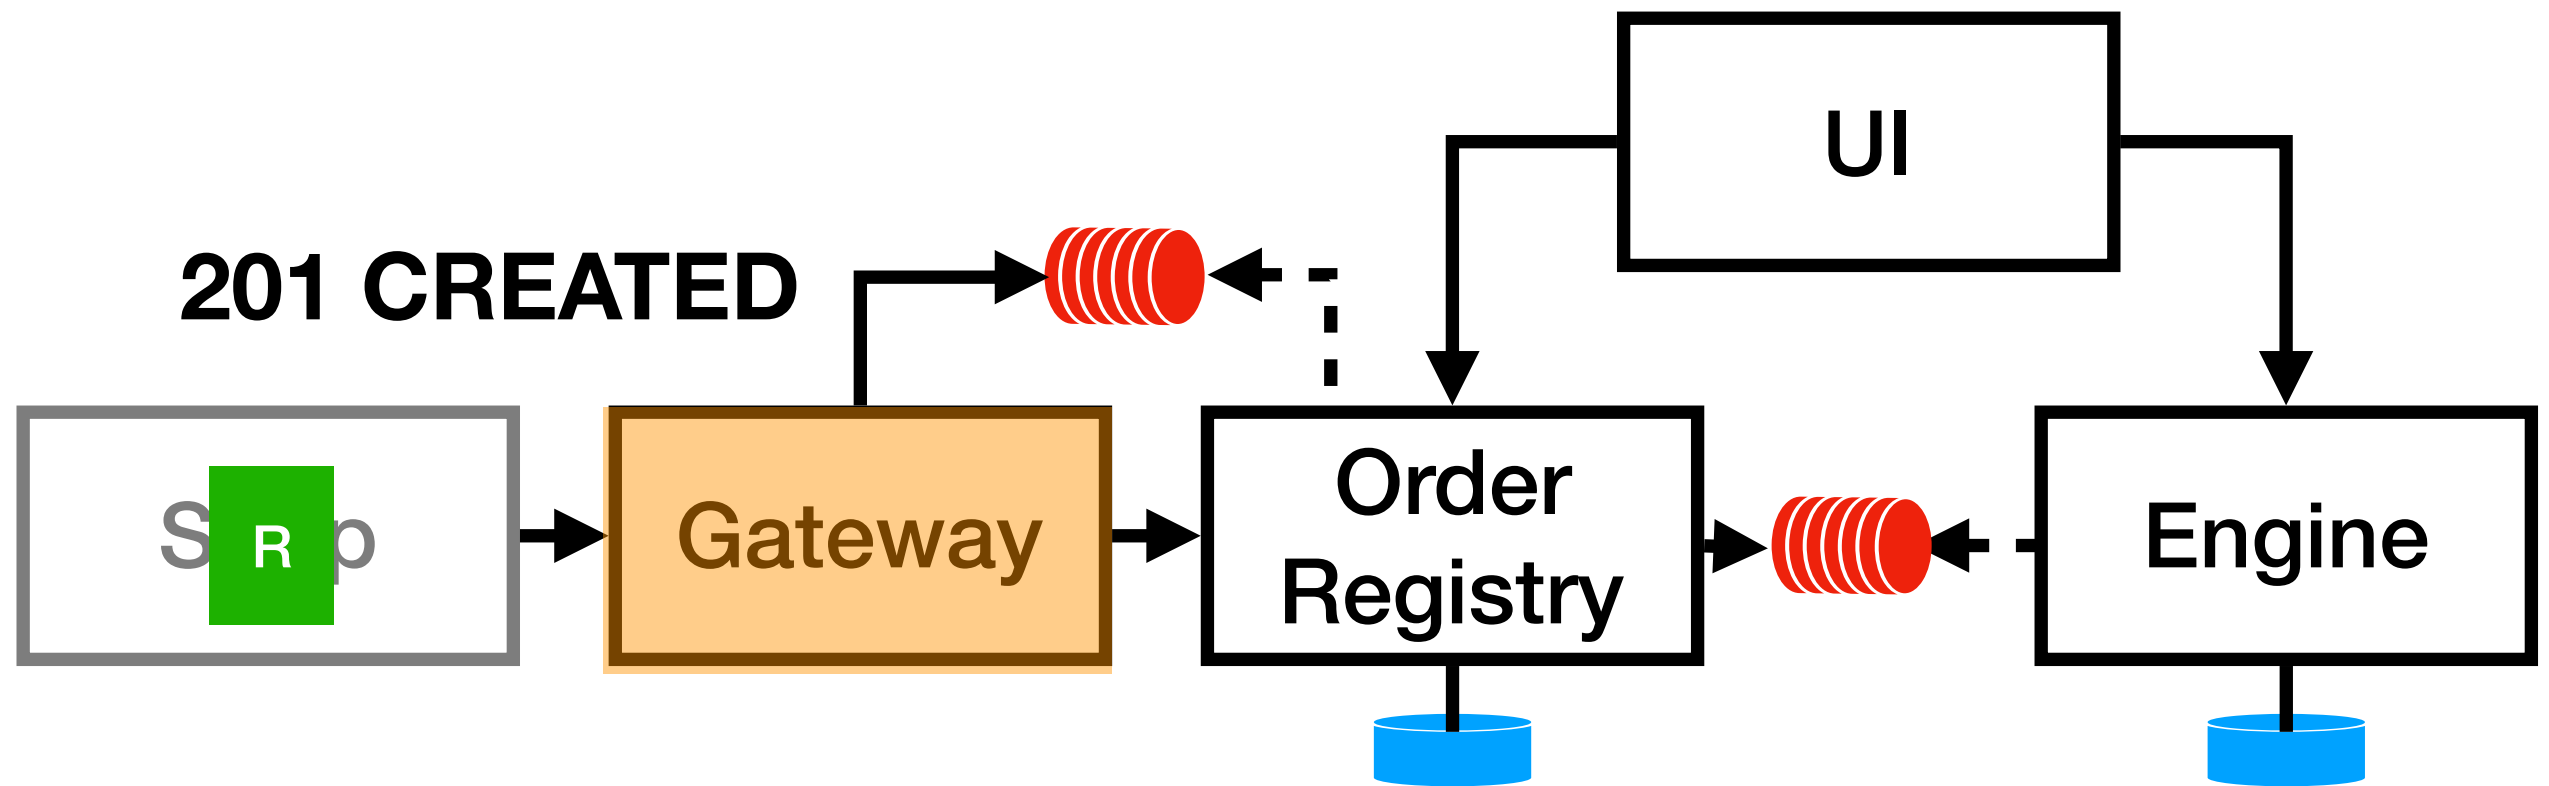 UI
201 CREATED
R
Gateway
Order
Registry
Engine